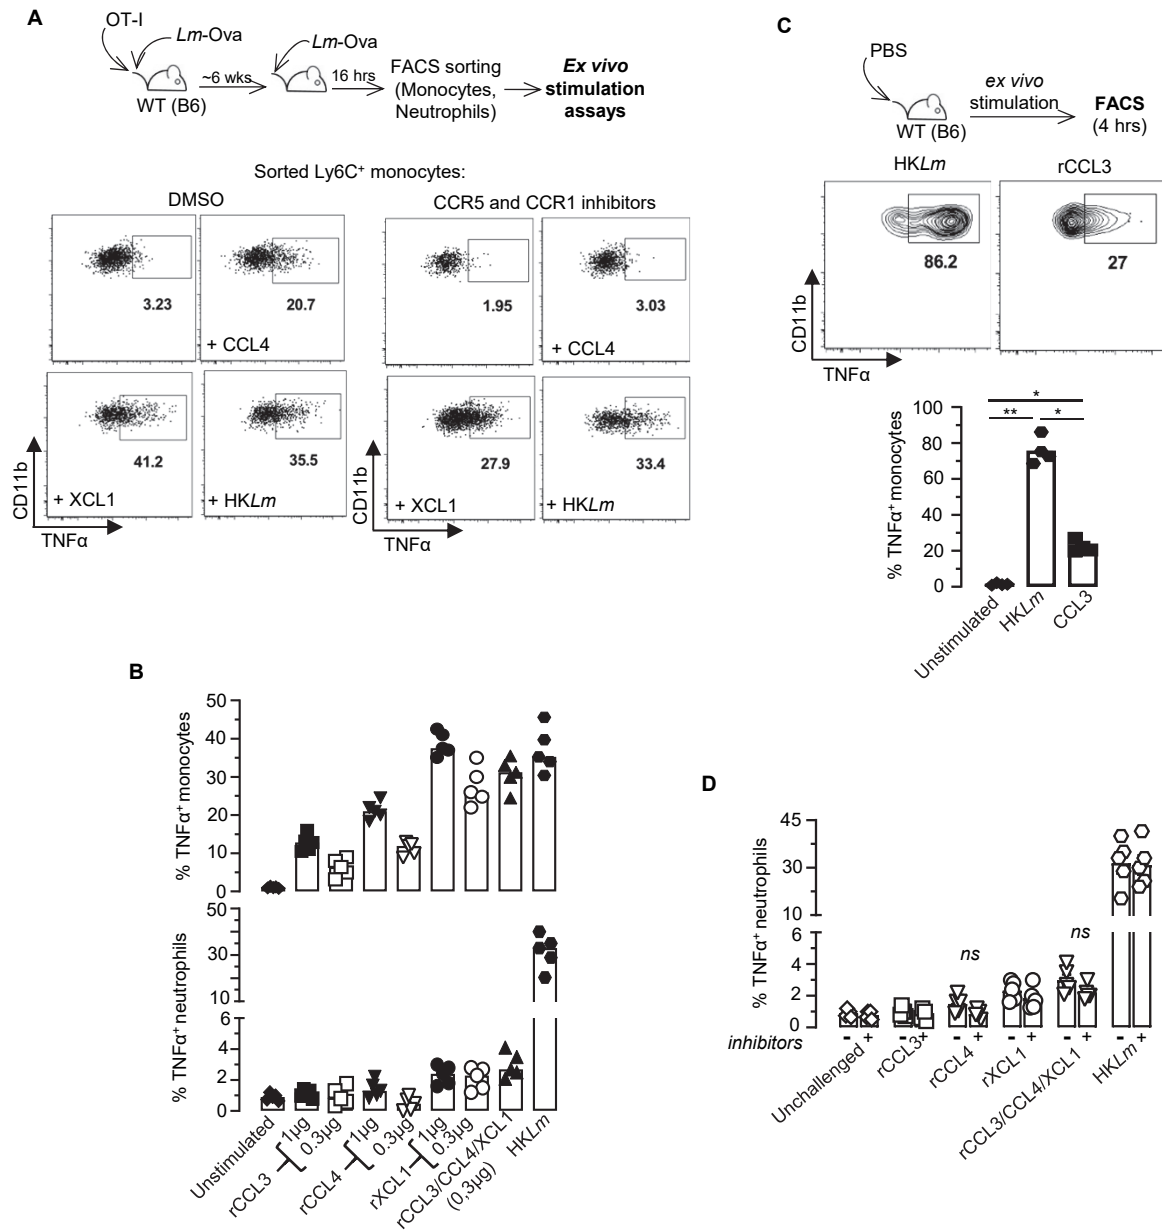 A
OT-I
Lm-Ova
Lm-Ova
~6 wks
16 hrs
WT (B6)
FACS sorting
(Monocytes,
Neutrophils)
Ex vivo
stimulation
assays
Sorted Ly6C+ monocytes:
DMSO
CCR5 and CCR1 inhibitors
3.23
20.7
+ CCL4
1.95
3.03
+ CCL4
41.2
+ XCL1
35.5
+ HKLm
27.9
+ XCL1
33.4
+ HKLm
CD11b
TNFα
CD11b
TNFα
C
PBS
WT (B6)
ex vivo
stimulation
FACS
(4 hrs)
HKLm
rCCL3
86.2
27
CD11b
TNFα
*
** *
100
80
60
40
20
0
% TNFα+ monocytes
Unstimulated
HKLm
CCL3
B
50
40
30
20
10
0
% TNFα+ monocytes
50
30
10
6
4
2
0
% TNFα+ neutrophils
Unstimulated
1µg
0.3µg
rCCL3
1µg
0.3µg
rCCL4
1µg
0.3µg
rXCL1
rCCL3/CCL4/XCL1
(0,3µg)
HKLm
D
45
30
10
6
4
2
0
% TNFα+ neutrophils
ns
ns
inhibitors
- + - + - + - + - + - +
Unchallenged
rCCL3
rCCL4
rXCL1
rCCL3/CCL4/XCL1
HKLm